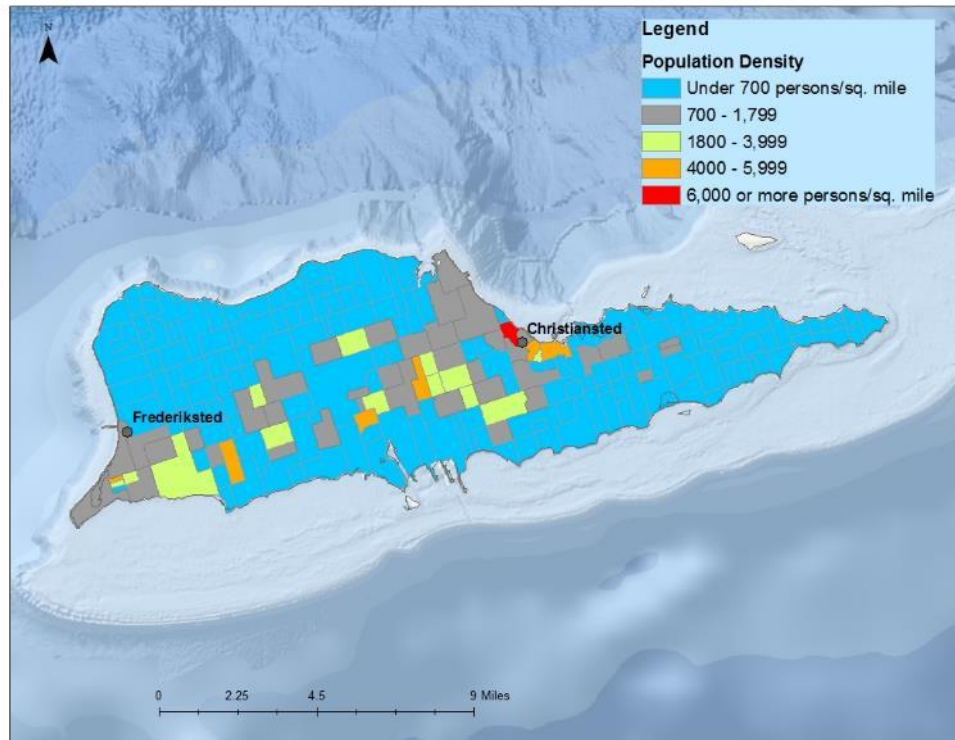 N
Legend
Population Density
Under 700 persons/sq. mile
700 - 1,799
1800 - 3,999
4000 - 5,999
6,000 or more persons/sq. mile
Christiansted
Frederiksted
0 2.25 4.5 9 Miles